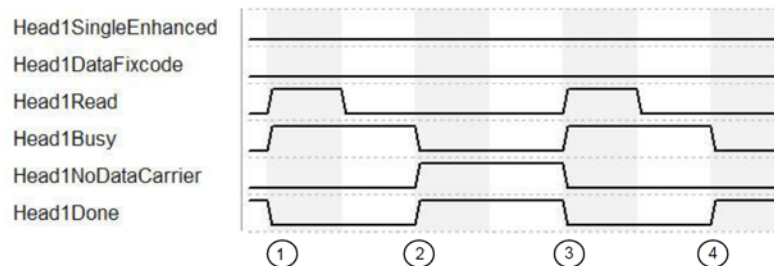 Head1SingleEnhanced
Head1DataFixcode
Head1Read
Head1Busy
Head1NoDataCarrier
Head1Done
1 2 3 4